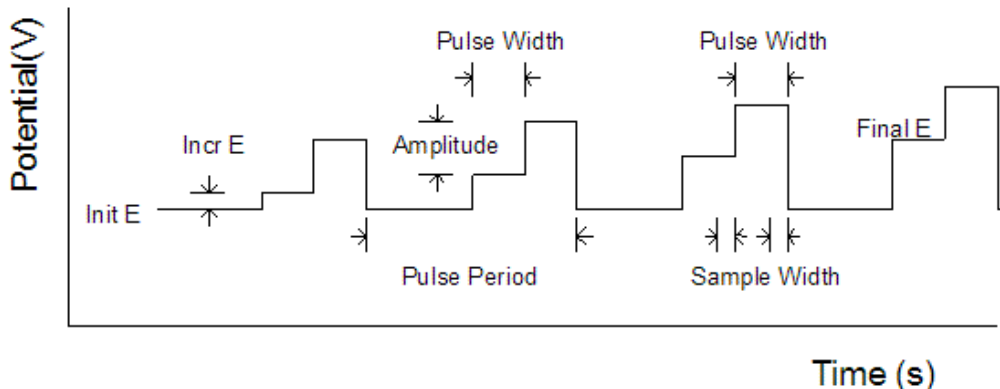 Potential(V)
Pulse Width
Pulse Width
Incr E
Amplitude
Final E
Init E
Pulse Period
Sample Width
Time (s)